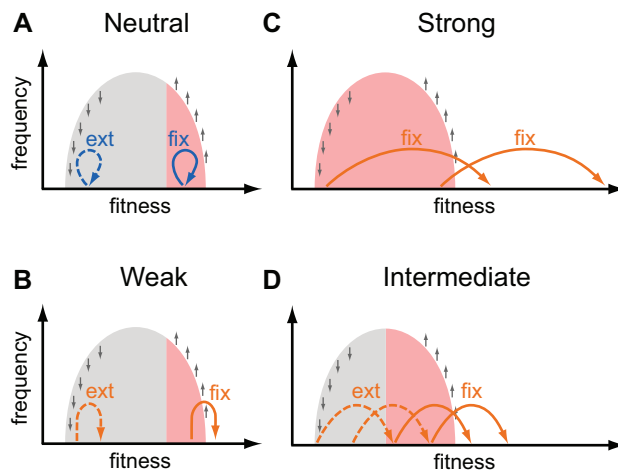 A Neutral
frequency
ext
fix
fitness
C Strong
fix
fix
fitness
B Weak
frequency
ext
fix
fitness
D Intermediate
ext
fix
fitness